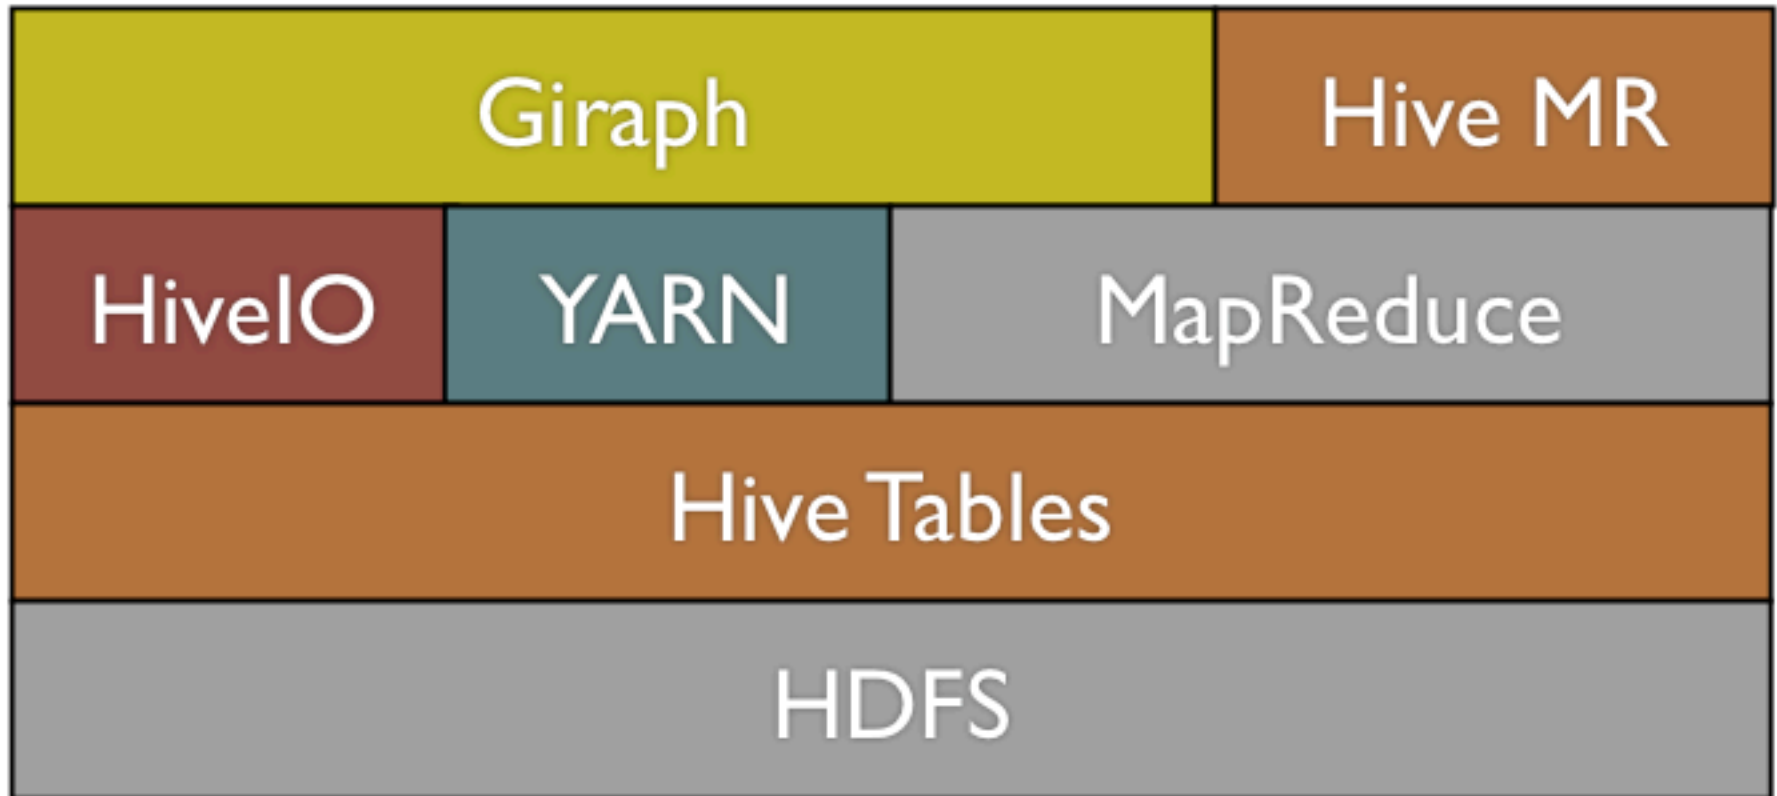 Giraph
Hive MR
HiveIO
YARN
MapReduce
Hive Tables
HDFS